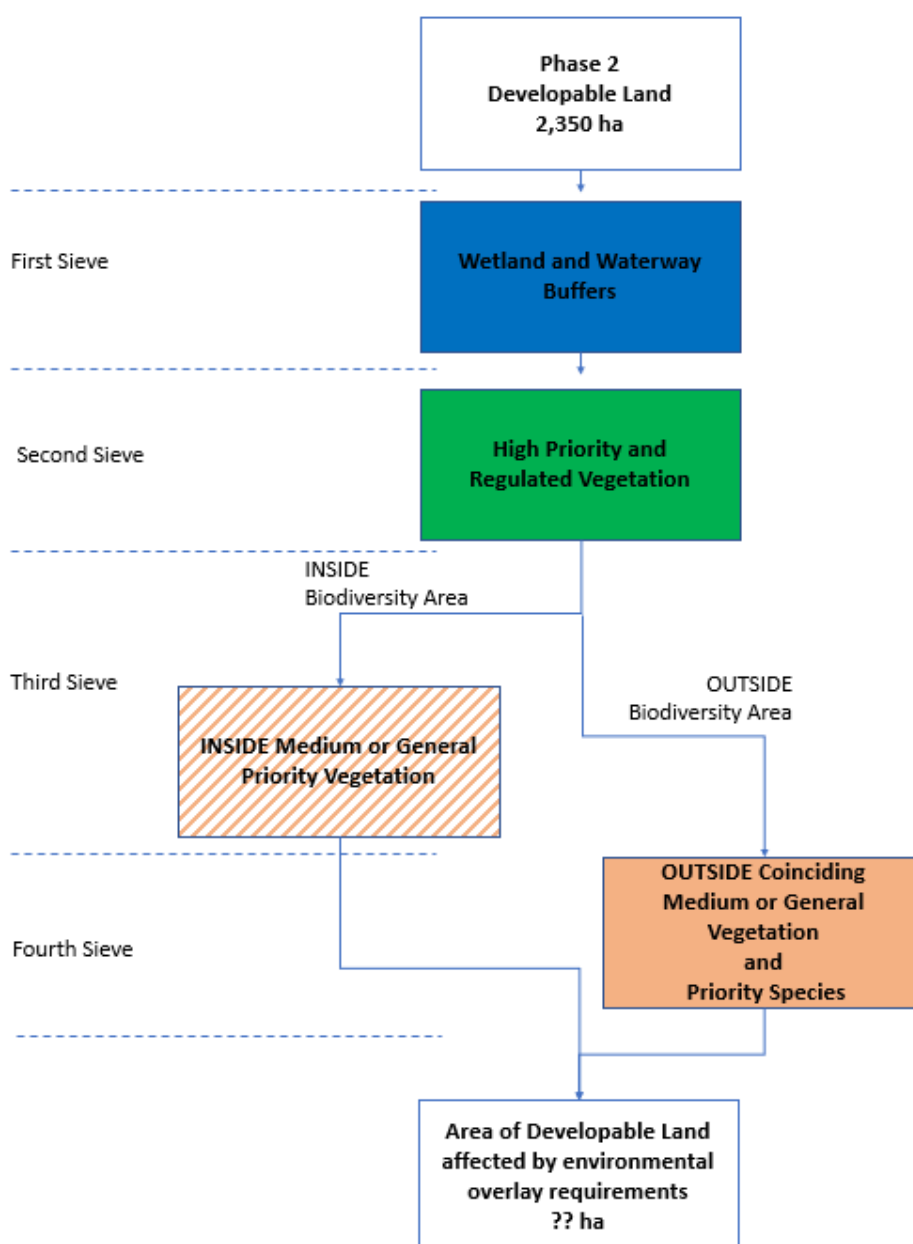 Phase 2
Developable Land
2,350 ha
First Sieve
Wetland and Waterway
Buffers
Second Sieve
High Priority and
Regulated Vegetation
INSIDE
Biodiversity Area
Third Sieve
OUTSIDE
Biodiversity Area
INSIDE Medium or General
Priority Vegetation
Fourth Sieve
OUTSIDE Coinciding
Medium or General
Vegetation
and
Priority Species
Area of Developable Land
affected by environmental
overlay requirements
?? ha